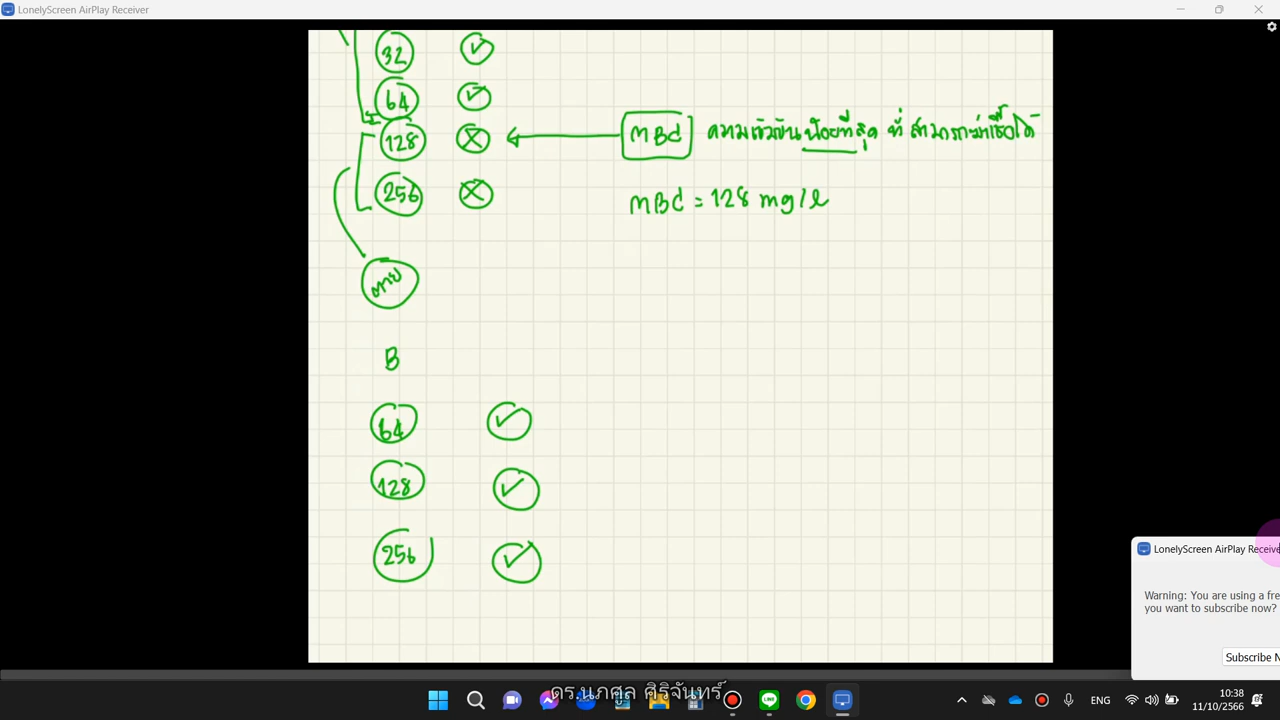 LonelyScreen AirPlay Receiver
32
64
128
MBC ความเข้มข้น น้อยที่สุด ที่ สามารถฆ่าเชื้อได้
256
MBC = 128 mg/l
ตาย
B
64
128
256
LonelyScreen AirPlay Receive
Warning: You are using a fre
you want to subscribe now?
Subscribe N
ดร.นภศูล ศิริจันทร์
ENG
10:38
11/10/2566